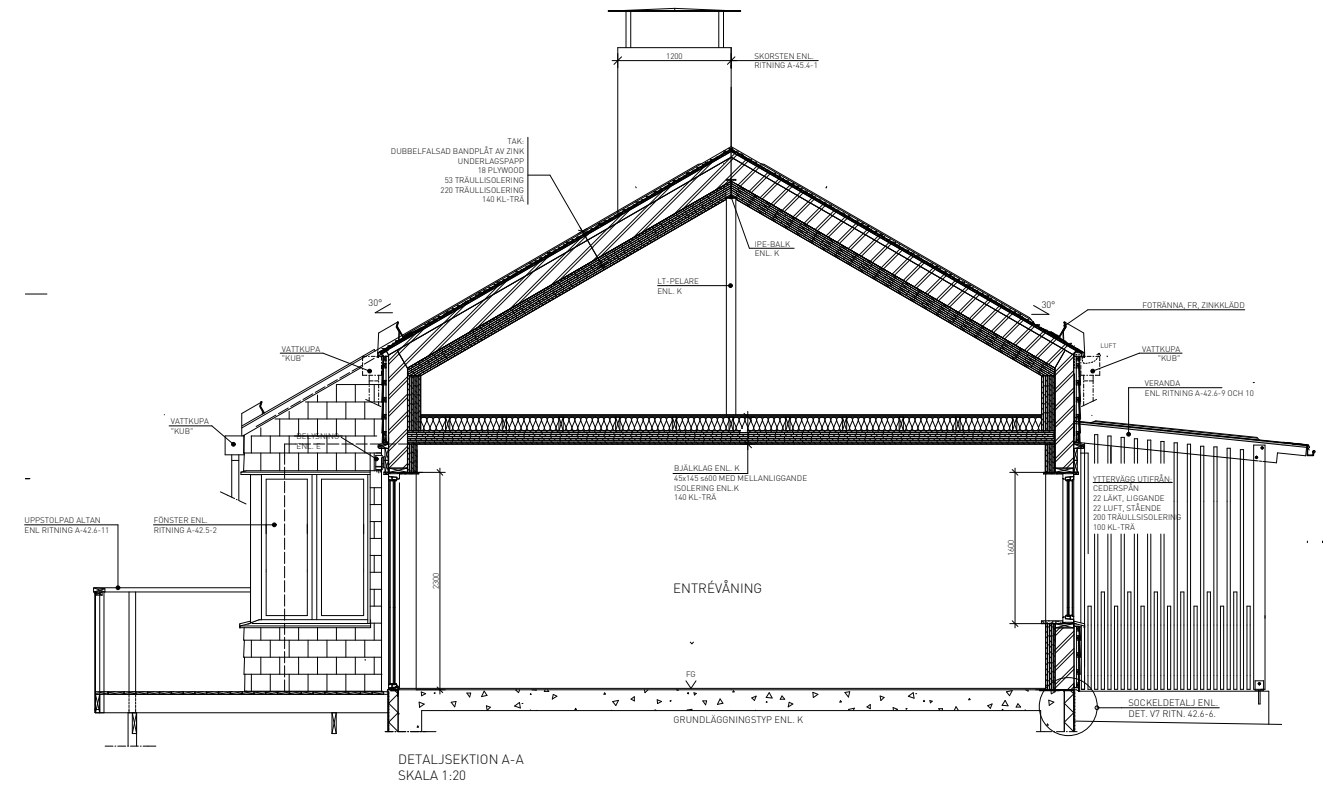 1200
SKORSTEN ENL.
RITNING A-45.4-1
TAK:
DUBBELFALSAD BANDPLÅT AV ZINK
UNDERLAGSPAPP
18 PLYWOOD
53 TRÄULLISOLERING
220 TRÄULLISOLERING
140 KL-TRÄ
IPE-BALK
ENL. K
LT-PELARE
ENL. K
30°
30°
FOTRÄNNA, FR, ZINKKLÄDD
VATTKUPA
"KUB"
LUFT
VATTKUPA
"KUB"
VERANDA
ENL RITNING A-42.6-9 OCH 10
VATTKUPA
"KUB"
BELYSNING
ENL. E
BJÄLKLAG ENL. K
45x145 s600 MED MELLANLIGGANDE
ISOLERING ENL.K
140 KL-TRÄ
YTTERVÄGG UTIFRÅN:
CEDERSPÅN
22 LÄKT, LIGGANDE
22 LUFT, STÅENDE
200 TRÄULLSISOLERING
100 KL-TRÄ
UPPSTOLPAD ALTAN
ENL RITNING A-42.6-11
FÖNSTER ENL.
RITNING A-42.5-2
2300
1600
ENTRÉVÅNING
FG
GRUNDLÄGGNINGSTYP ENL. K
SOCKELDETALJ ENL.
DET. V7 RITN. 42.6-6.
DETALJSEKTION A-A
SKALA 1:20